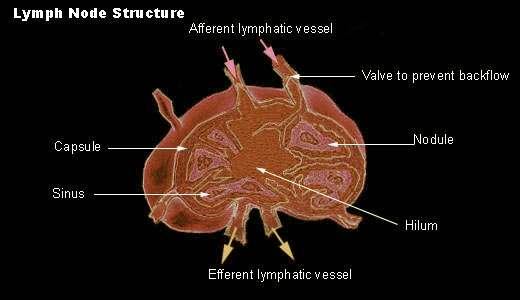 Lymph Node Structure
Afferent lymphatic vessel
Valve to prevent backflow
Capsule
Nodule
Sinus
Hilum
Efferent lymphatic vessel